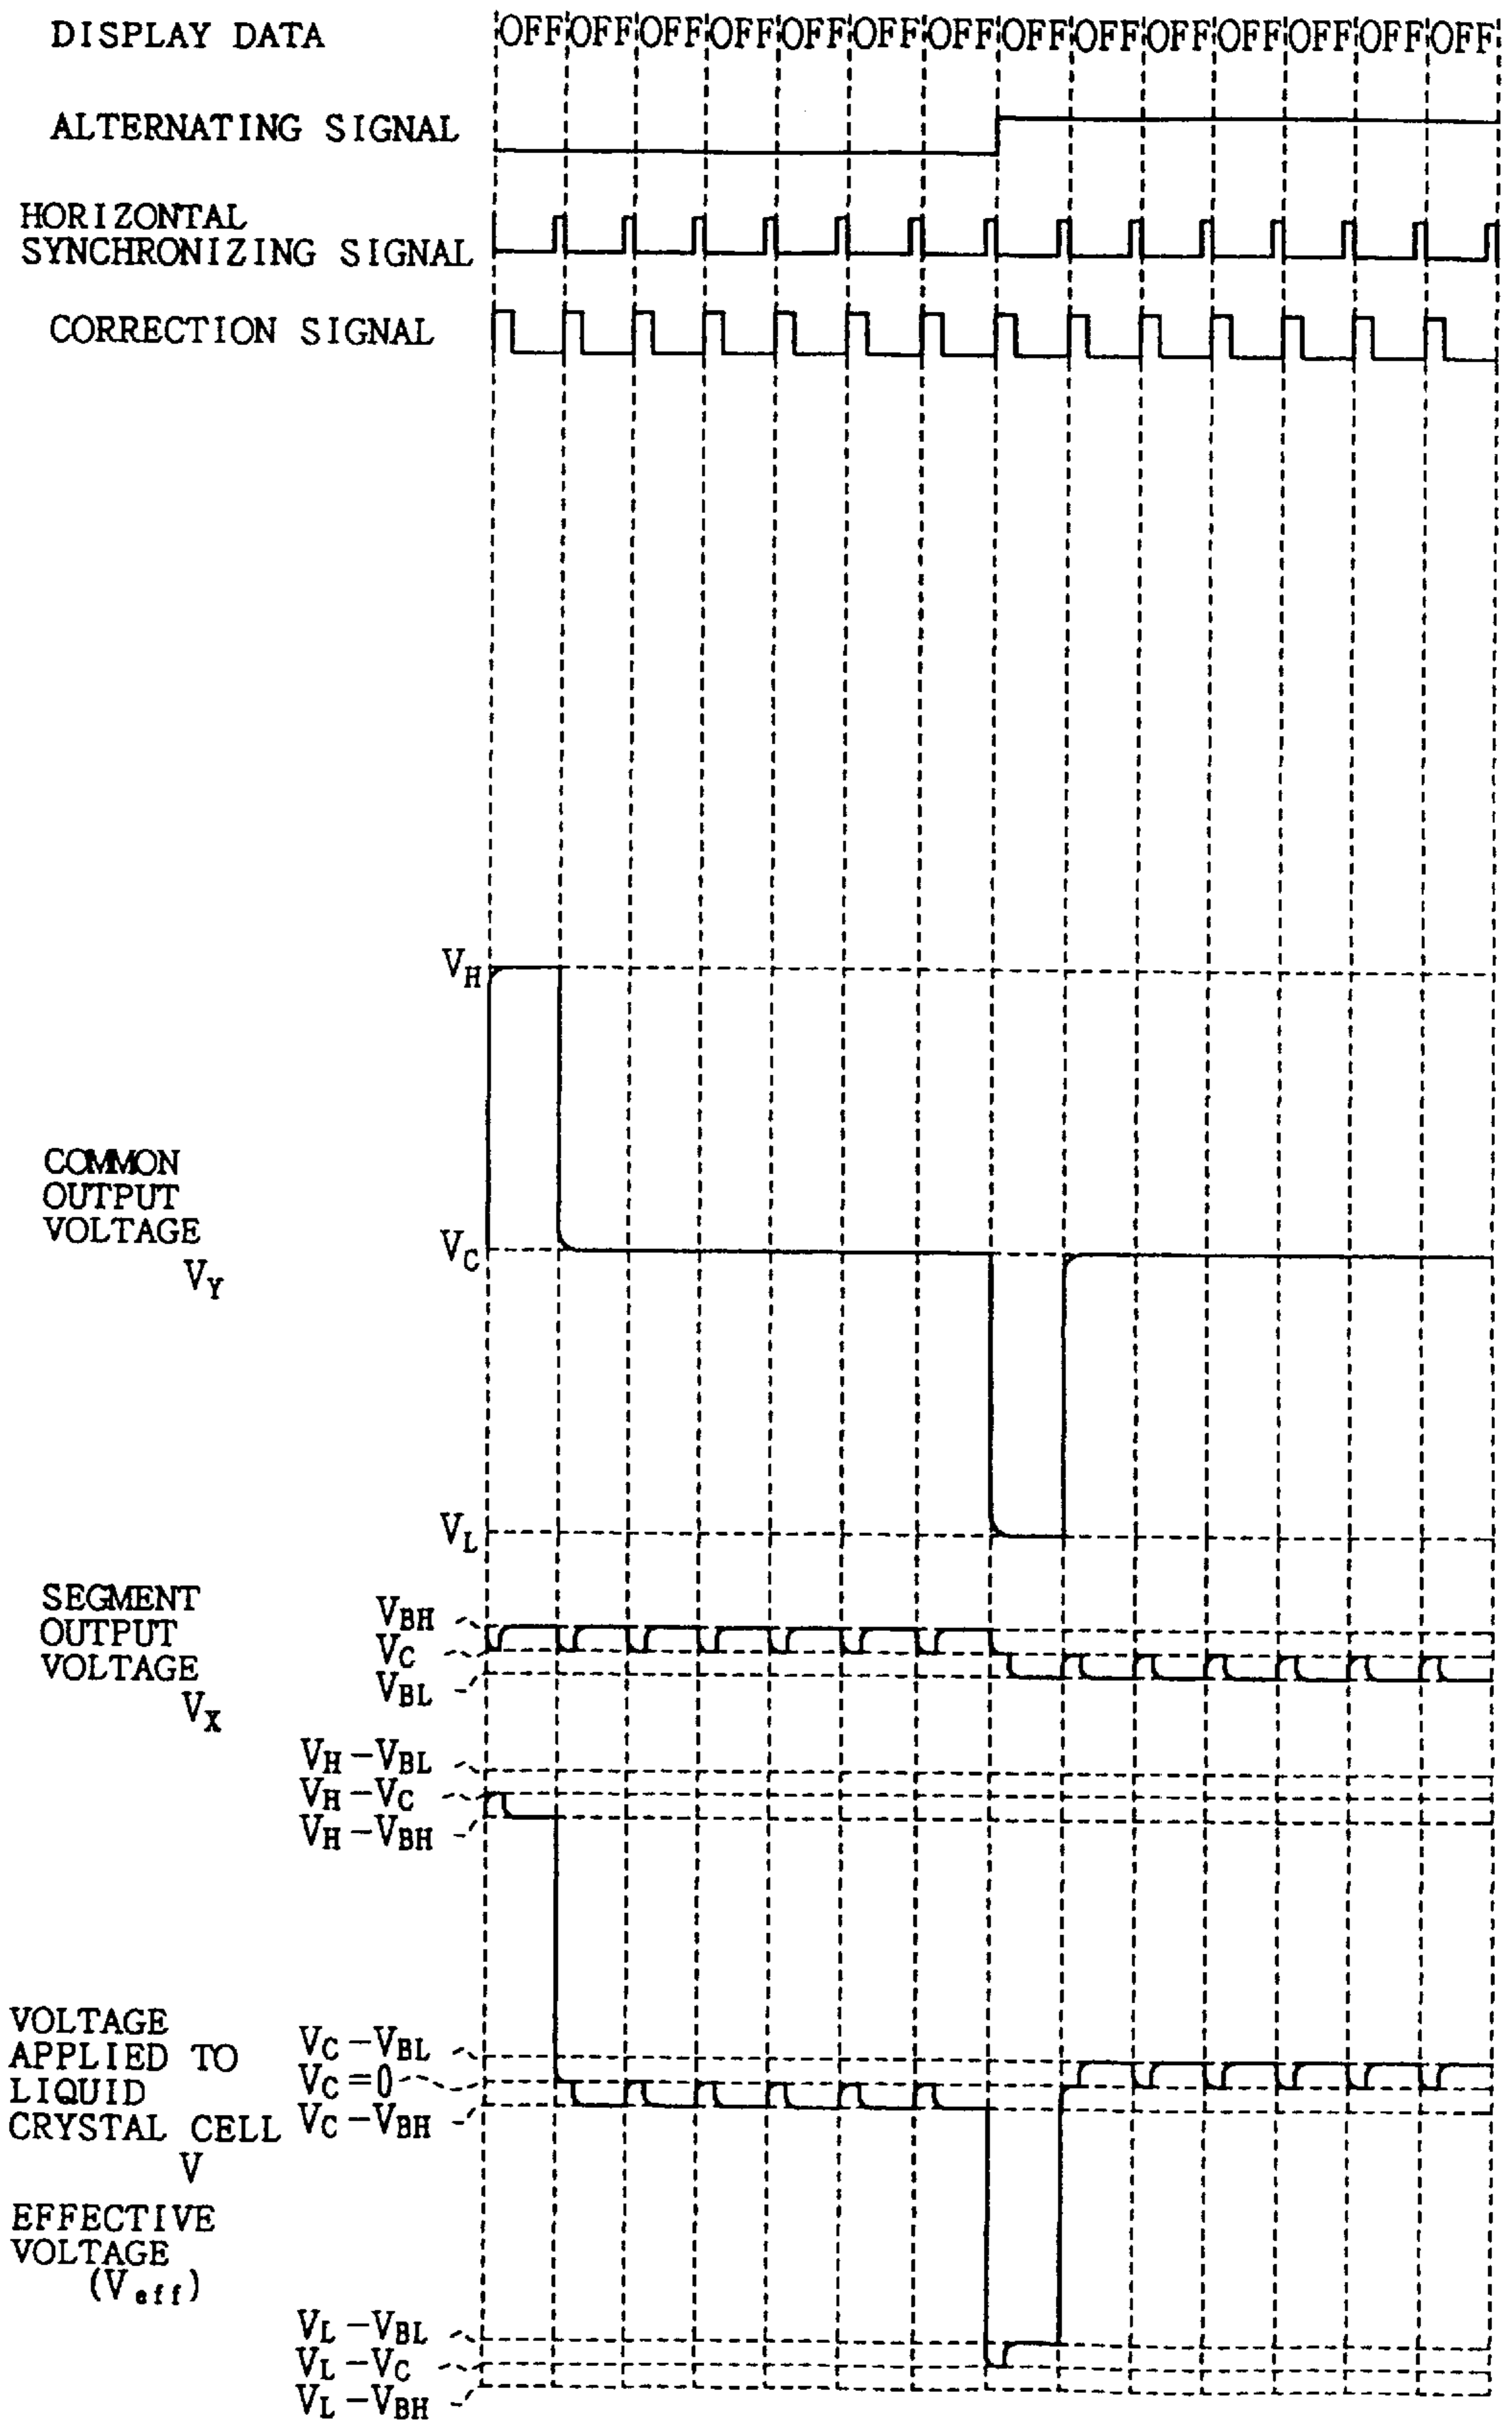 DISPLAY DATA
OFF OFF OFF OFF OFF OFF OFF OFF OFF OFF OFF OFF OFF OFF
ALTERNATING SIGNAL
HORIZONTAL
SYNCHRONIZING SIGNAL
CORRECTION SIGNAL
VH
COMMON
OUTPUT
VOLTAGE
VY
VC
VL
SEGMENT
OUTPUT
VOLTAGE
VX
VBH
VC
VBL
VH-VBL
VH-VC
VH-VBH
VOLTAGE
APPLIED TO
LIQUID
CRYSTAL CELL
V
VC-VBL
VC=0
VC-VBH
EFFECTIVE
VOLTAGE
(Veff)
VL-VBL
VL-VC
VL-VBH